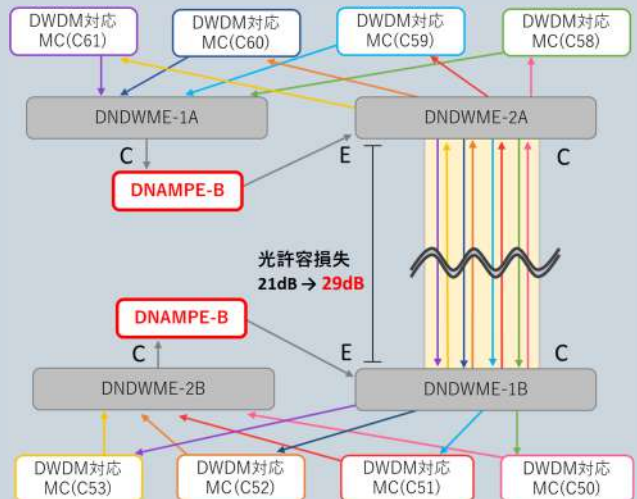 DWDM対応
MC(C61)
DWDM対応
MC(C60)
DWDM対応
MC(C59)
DWDM対応
MC(C58)
DNDWME-1A
DNDWME-2A
C
E
C
DNAMPE-B
光許容損失
21dB → 29dB
DNAMPE-B
C
E
C
DNDWME-2B
DNDWME-1B
DWDM対応
MC(C53)
DWDM対応
MC(C52)
DWDM対応
MC(C51)
DWDM対応
MC(C50)